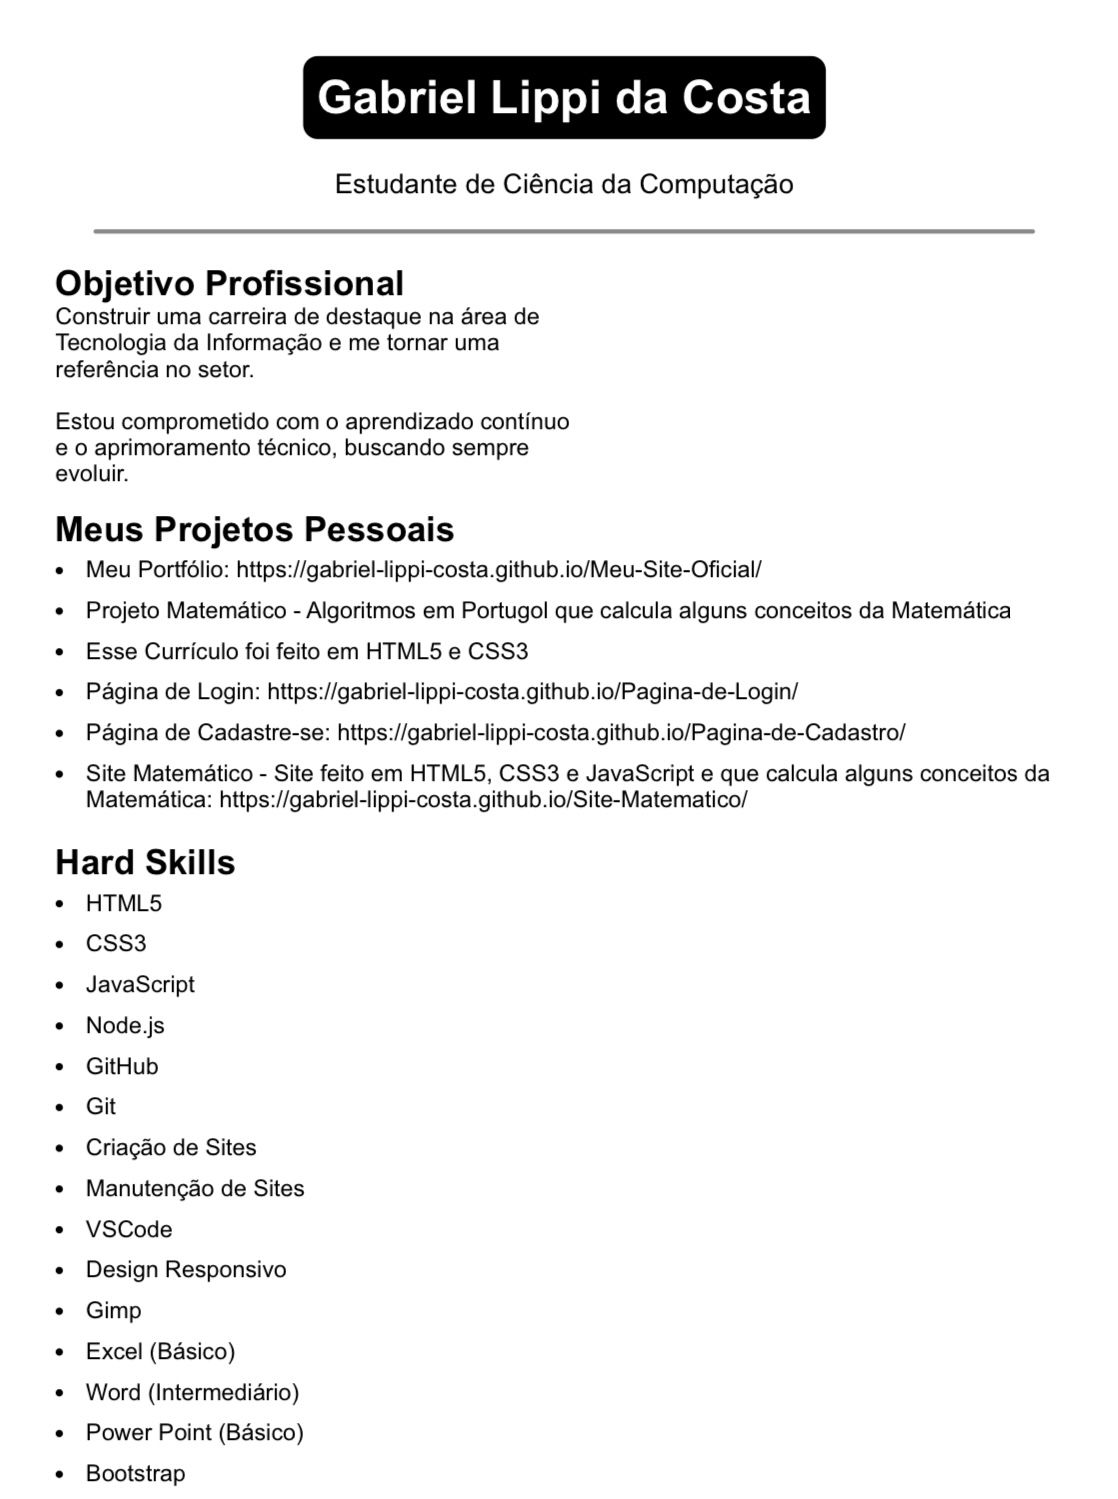 Gabriel Lippi da Costa
Estudante de Ciência da Computação
Objetivo Profissional
Construir uma carreira de destaque na área de
Tecnologia da Informação e me tornar uma
referência no setor.
Estou comprometido com o aprendizado contínuo
e o aprimoramento técnico, buscando sempre
evoluir.
Meus Projetos Pessoais
• Meu Portfólio: https://gabriel-lippi-costa.github.io/Meu-Site-Oficial/
• Projeto Matemático - Algoritmos em Portugol que calcula alguns conceitos da Matemática
• Esse Currículo foi feito em HTML5 e CSS3
• Página de Login: https://gabriel-lippi-costa.github.io/Pagina-de-Login/
• Página de Cadastre-se: https://gabriel-lippi-costa.github.io/Pagina-de-Cadastro/
• Site Matemático - Site feito em HTML5, CSS3 e JavaScript e que calcula alguns conceitos da
Matemática: https://gabriel-lippi-costa.github.io/Site-Matematico/
Hard Skills
• HTML5
• CSS3
• JavaScript
• Node.js
• GitHub
• Git
• Criação de Sites
• Manutenção de Sites
• VSCode
• Design Responsivo
• Gimp
• Excel (Básico)
• Word (Intermediário)
• Power Point (Básico)
• Bootstrap